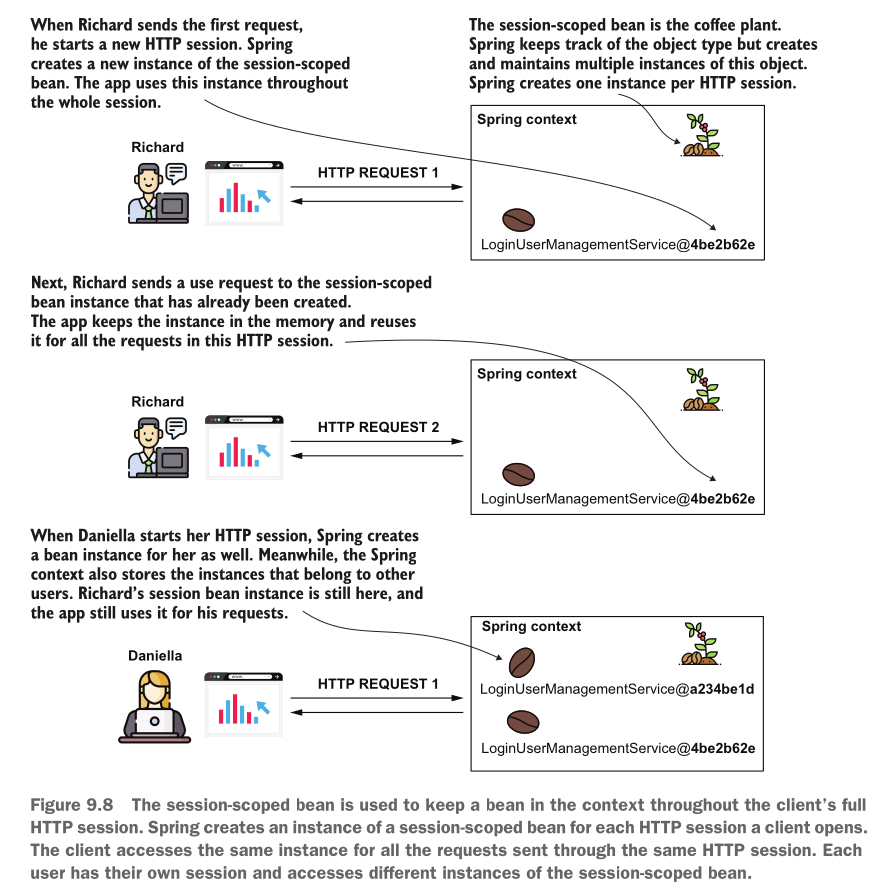 When Richard sends the first request,
he starts a new HTTP session. Spring
creates a new instance of the session-scoped
bean. The app uses this instance throughout
the whole session.
The session-scoped bean is the coffee plant.
Spring keeps track of the object type but creates
and maintains multiple instances of this object.
Spring creates one instance per HTTP session.
Spring context
Richard
www
HTTP REQUEST 1
LoginUserManagementService@4be2b62e
Next, Richard sends a use request to the session-scoped
bean instance that has already been created.
The app keeps the instance in the memory and reuses
it for all the requests in this HTTP session.
Spring context
Richard
www
HTTP REQUEST 2
LoginUserManagementService@4be2b62e
When Daniella starts her HTTP session, Spring creates
a bean instance for her as well. Meanwhile, the Spring
context also stores the instances that belong to other
users. Richard’s session bean instance is still here, and
the app still uses it for his requests.
Spring context
Daniella
www
HTTP REQUEST 1
LoginUserManagementService@a234be1d
LoginUserManagementService@4be2b62e
Figure 9.8 The session-scoped bean is used to keep a bean in the context throughout the client’s full
HTTP session. Spring creates an instance of a session-scoped bean for each HTTP session a client opens.
The client accesses the same instance for all the requests sent through the same HTTP session. Each
user has their own session and accesses different instances of the session-scoped bean.